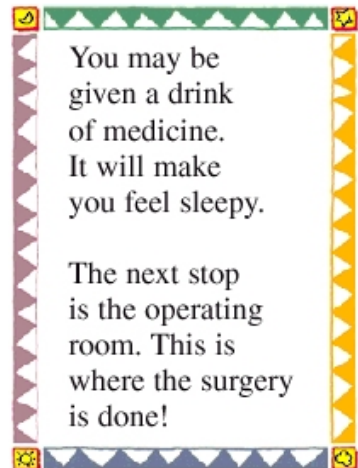 You may be
given a drink
of medicine.
It will make
you feel sleepy.
The next stop
is the operating
room. This is
where the surgery
is done!